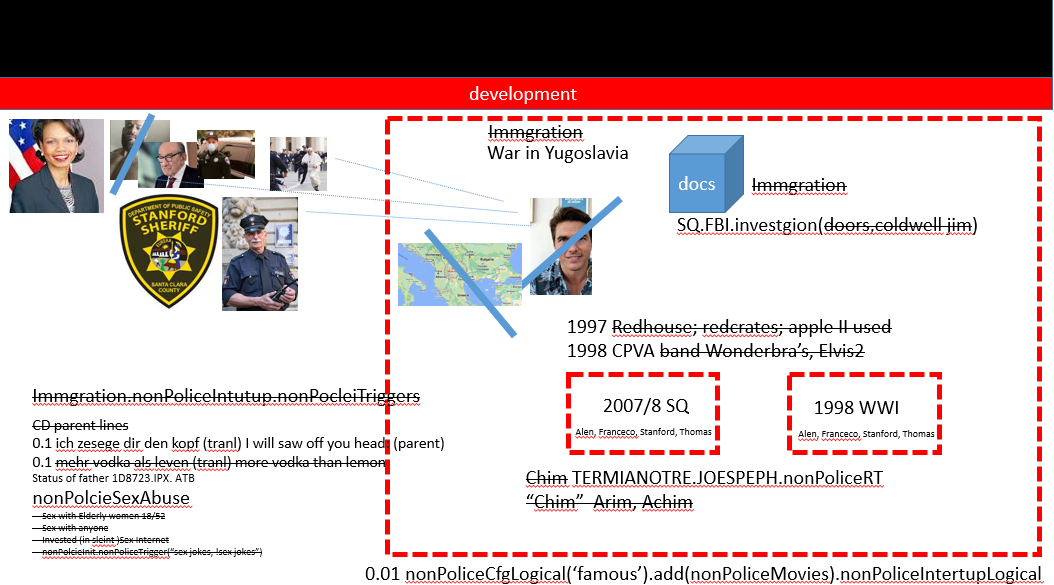 development
Immgration
War in Yugoslavia
docs
Immgration
SQ.FBI.investgion(doors,coldwell jim)
DEPARTMENT OF PUBLIC SAFETY
STANFORD
SHERIFF
EUREKA
SANTA CLARA
COUNTY
Bulgaria
Greece
1997 Redhouse; redcrates; apple II used
1998 CPVA band Wonderbra's, Elvis2
2007/8 SQ
Alen, Franceco, Stanford, Thomas
1998 WWI
Alen, Franceco, Stanford, Thomas
Immgration.nonPoliceIntutup.nonPocleiTriggers
CD parent lines
0.1 ich zesege dir den kopf (tranl) I will saw off you head; (parent)
0.1 mehr vodka als leven (tranl) more vodka than lemon
Status of father 1D8723.IPX. ATB
nonPolcieSexAbuse
– Sex with Elderly women 18/52
– Sex with anyone
– Invested (in sleint )Sex Internet
– nonPolcieInit.nonPoliceTrigger("sex jokes, !sex jokes")
Chim TERMIANOTRE.JOESPEPH.nonPoliceRT
“Chim” Arim, Achim
0.01 nonPoliceCfgLogical(‘famous’).add(nonPoliceMovies).nonPoliceIntertupLogical